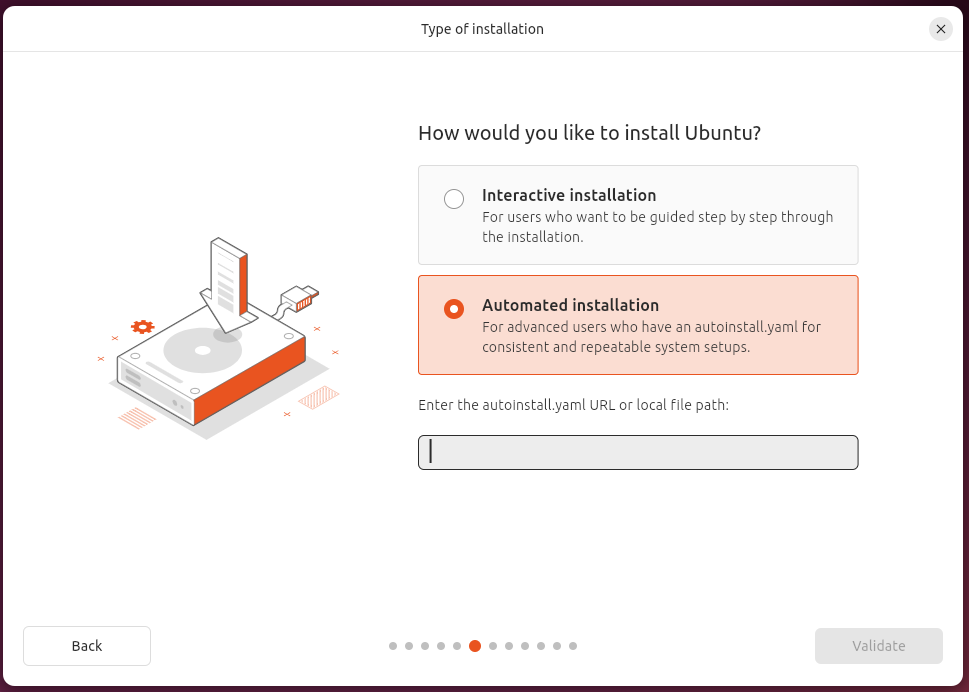 Type of installation
How would you like to install Ubuntu?
Interactive installation
For users who want to be guided step by step through
the installation.
Automated installation
For advanced users who have an autoinstall.yaml for
consistent and repeatable system setups.
Enter the autoinstall.yaml URL or local file path:
Back
Validate